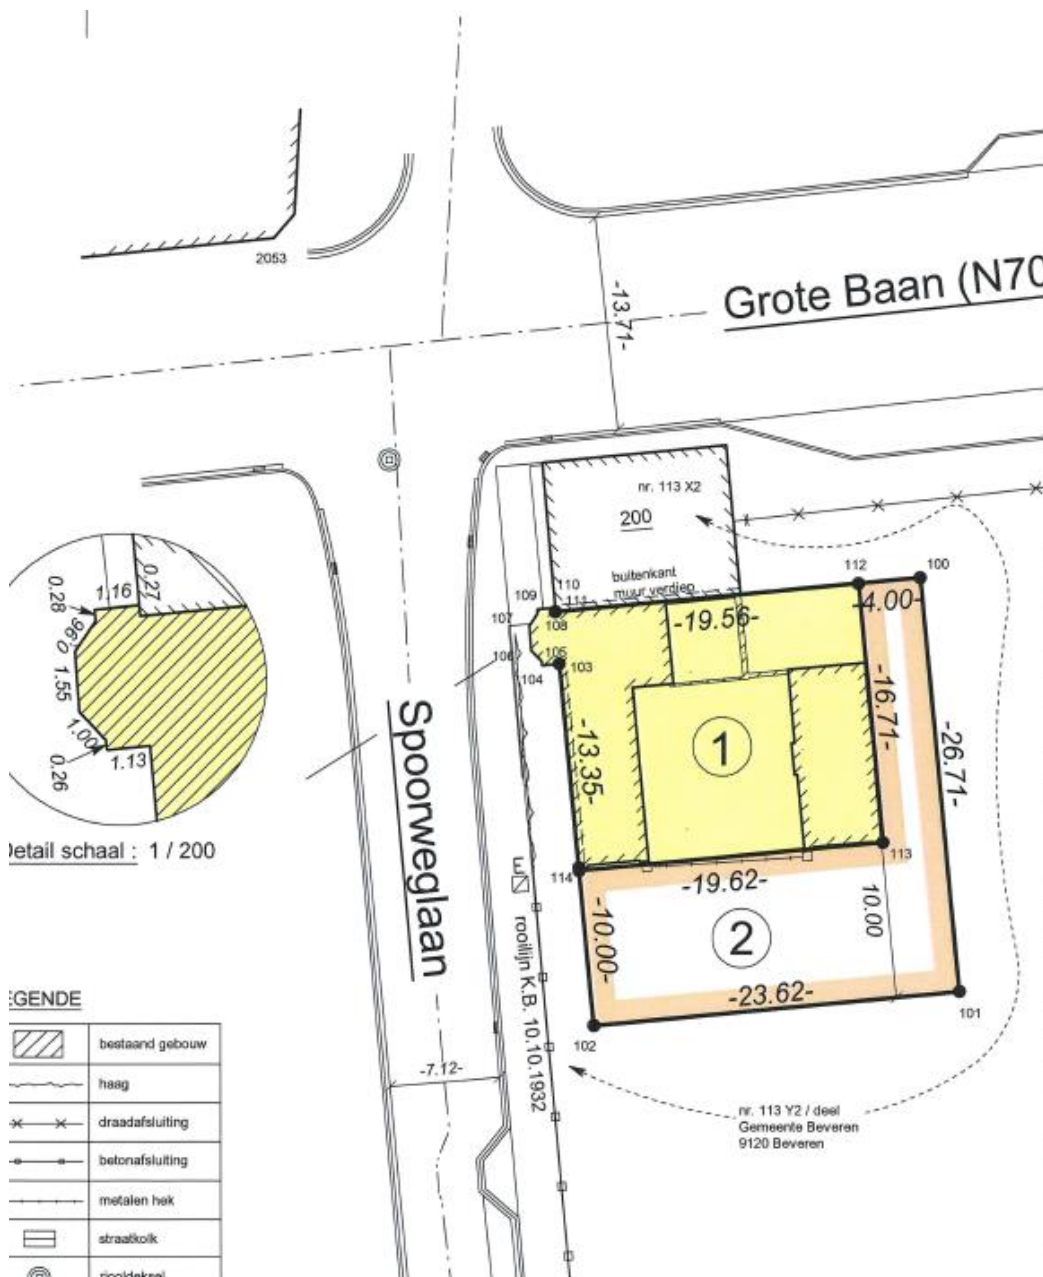 2053
Grote Baan (N70
-13.71-
nr. 113 X2
200
buitenkant
muur verdiep
110
109
111
107
108
112
100
-4.00-
-19.56-
106
105
103
104
0.28
1.16
0.27
0.96
1.55
1.00
0.26
1.13
Detail schaal : 1 / 200
Spoorweglaan
-13.35-
1
-16.71-
-26.71-
114
113
-19.62-
-10.00-
2
10.00
-23.62-
101
102
rooilijn K.B. 10.10.1932
-7.12-
nr. 113 Y2 / deel
Gemeente Beveren
9120 Beveren
EGENDE
bestaand gebouw
haag
draadafsluiting
betonafsluiting
metalen hek
straatkolk
riooldeksel